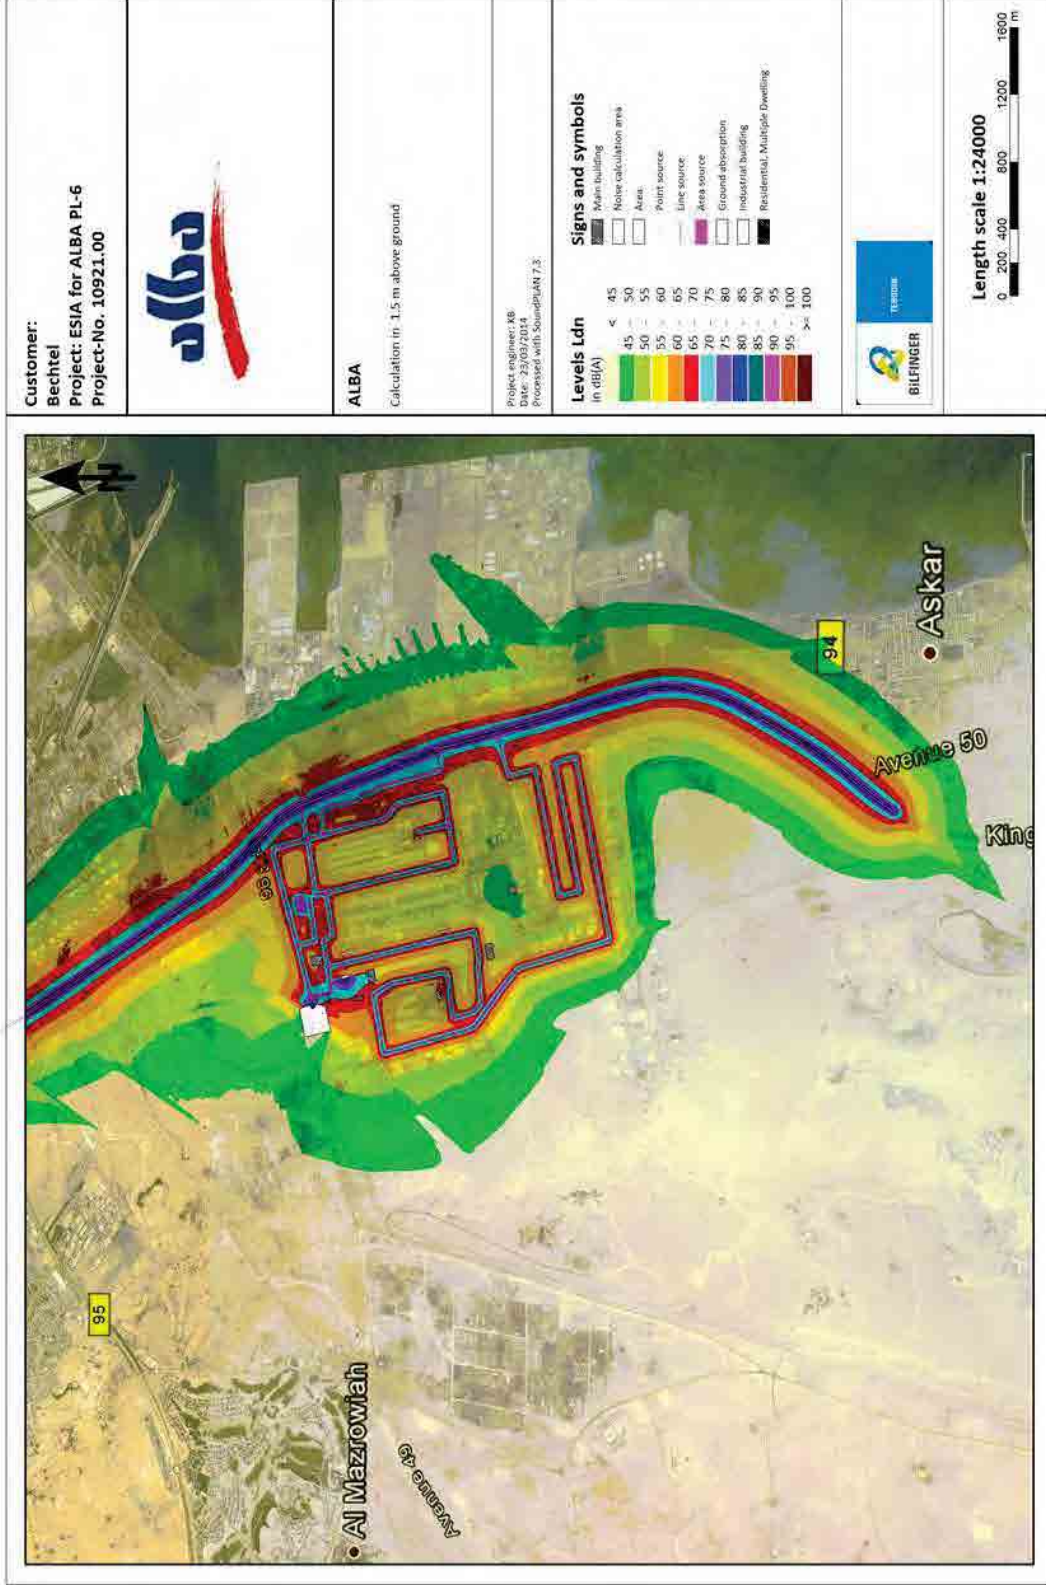 Customer:
Bechtel
Project: ESIA for ALBA PL-6
Project-No. 10921.00
alba
ALBA
Calculation in 1.5 m above ground
Project engineer: KB
Date: 23/03/2014
Processed with SoundPLAN 7.3
Levels Ldn
in dB(A)
< 45
45 - 50
50 - 55
55 - 60
60 - 65
65 - 70
70 - 75
75 - 80
80 - 85
85 - 90
90 - 95
95 - 100
>= 100
Signs and symbols
Main building
Noise calculation area
Area
Point source
Line source
Area source
Ground absorption
Industrial building
Residential, Multiple Dwelling
BILFINGER
TEBODIN
Length scale 1:24000
0 200 400 800 1200 1600
m
95
Al Mazrowiah
Avenue 49
94
Askar
Avenue 50
King